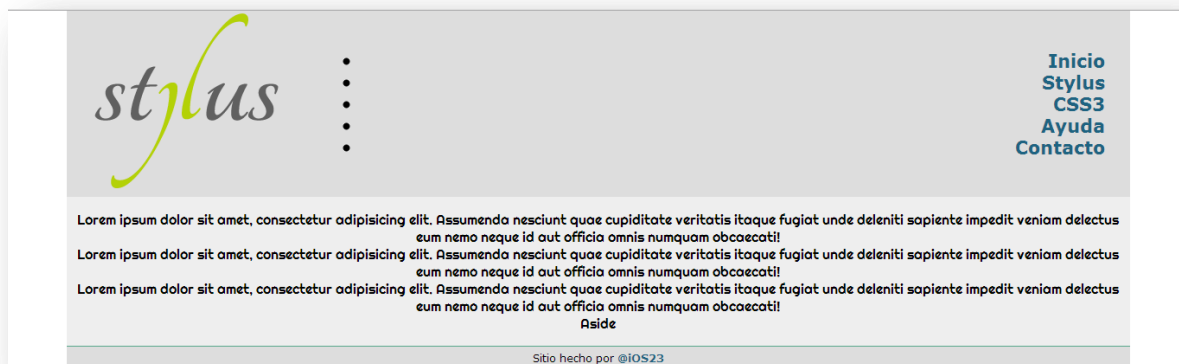 stylus
Inicio
Stylus
CSS3
Ayuda
Contacto
Lorem ipsum dolor sit amet, consectetur adipisicing elit. Assumenda nesciunt quae cupiditate veritatis itaque fugiat unde deleniti sapiente impedit veniam delectus
eum nemo neque id aut officia omnis numquam obcaecati!
Lorem ipsum dolor sit amet, consectetur adipisicing elit. Assumenda nesciunt quae cupiditate veritatis itaque fugiat unde deleniti sapiente impedit veniam delectus
eum nemo neque id aut officia omnis numquam obcaecati!
Lorem ipsum dolor sit amet, consectetur adipisicing elit. Assumenda nesciunt quae cupiditate veritatis itaque fugiat unde deleniti sapiente impedit veniam delectus
eum nemo neque id aut officia omnis numquam obcaecati!
Aside
Sitio hecho por @iOS23